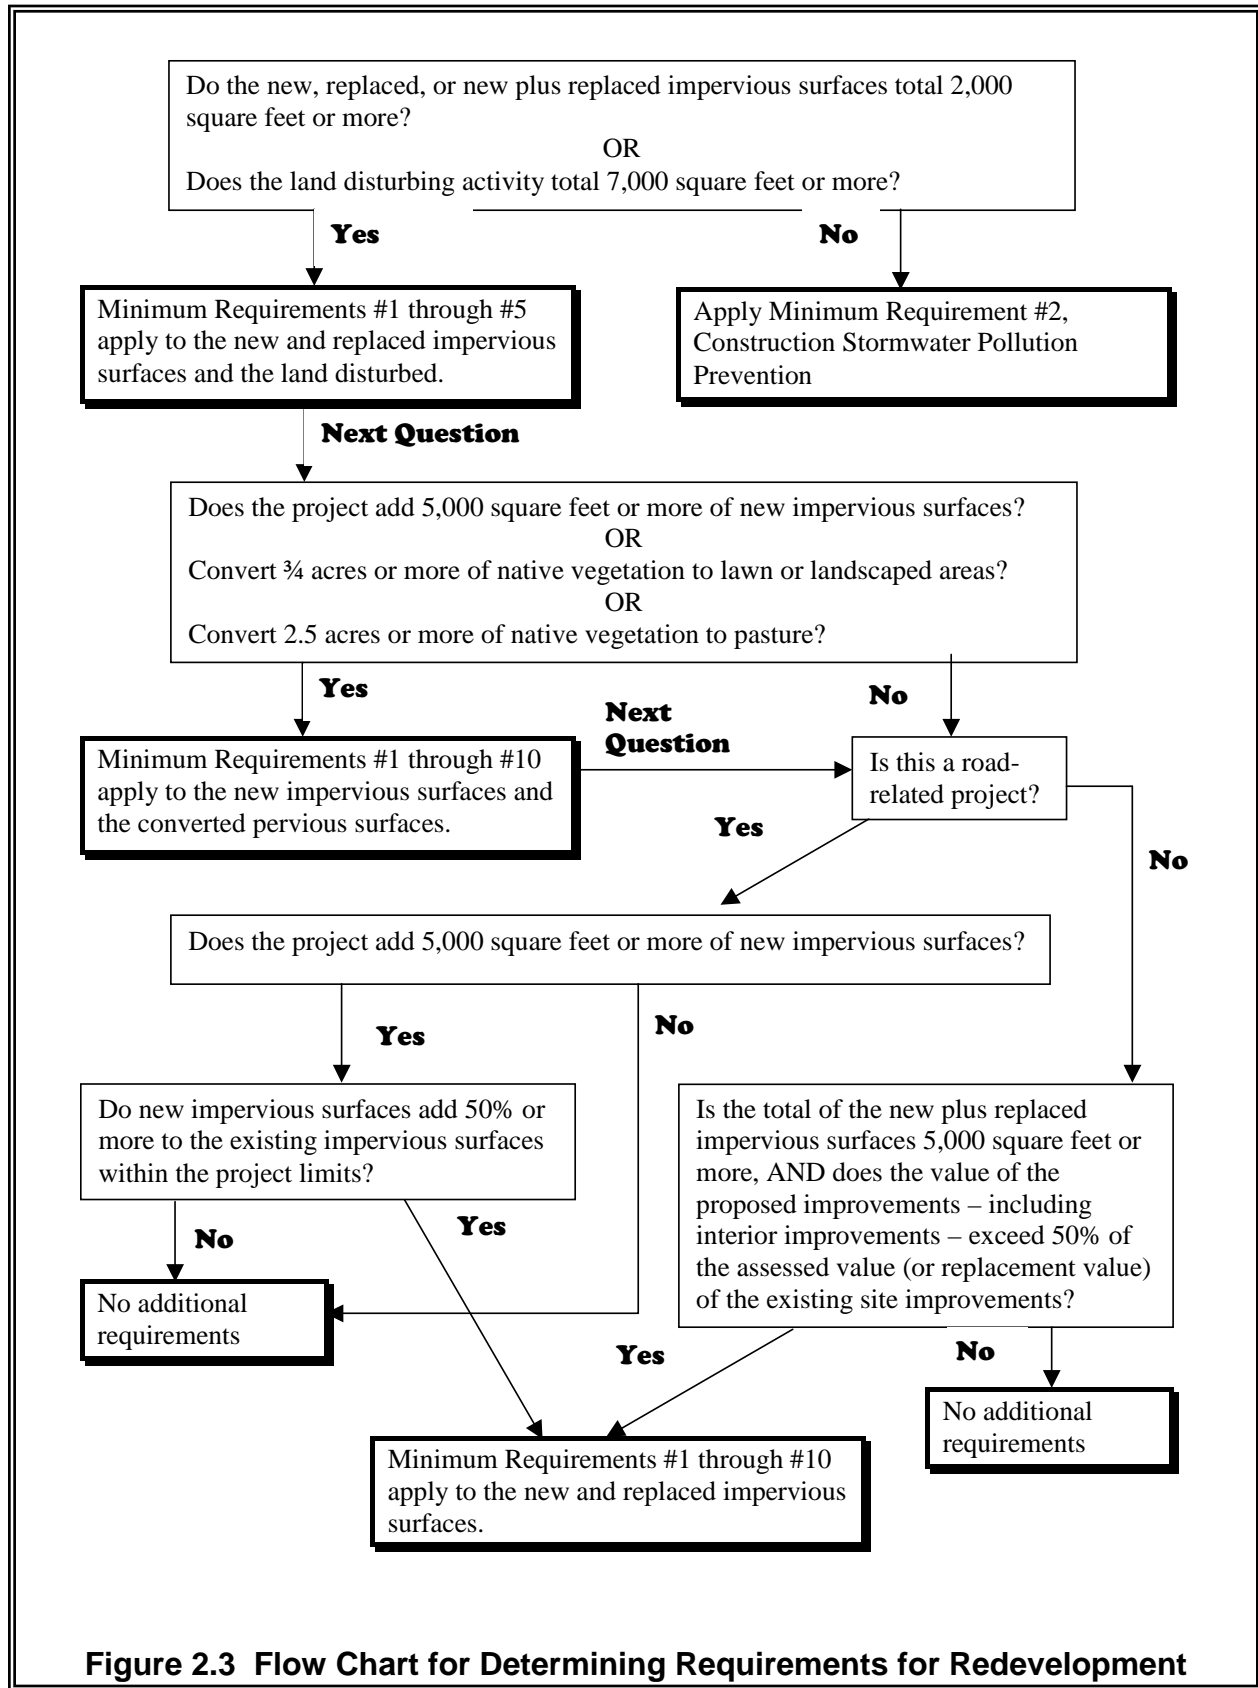 Do the new, replaced, or new plus replaced impervious surfaces total 2,000
square feet or more?
OR
Does the land disturbing activity total 7,000 square feet or more?
Yes
No
Minimum Requirements #1 through #5
apply to the new and replaced impervious
surfaces and the land disturbed.
Apply Minimum Requirement #2,
Construction Stormwater Pollution
Prevention
Next Question
Does the project add 5,000 square feet or more of new impervious surfaces?
OR
Convert ¾ acres or more of native vegetation to lawn or landscaped areas?
OR
Convert 2.5 acres or more of native vegetation to pasture?
Yes
No
Minimum Requirements #1 through #10
apply to the new impervious surfaces and
the converted pervious surfaces.
Next
Question
Is this a road-
related project?
Yes
No
Does the project add 5,000 square feet or more of new impervious surfaces?
Yes
No
Do new impervious surfaces add 50% or
more to the existing impervious surfaces
within the project limits?
Is the total of the new plus replaced
impervious surfaces 5,000 square feet or
more, AND does the value of the
proposed improvements – including
interior improvements – exceed 50% of
the assessed value (or replacement value)
of the existing site improvements?
No
Yes
No additional
requirements
Yes
No
No additional
requirements
Minimum Requirements #1 through #10
apply to the new and replaced impervious
surfaces.
Figure 2.3 Flow Chart for Determining Requirements for Redevelopment